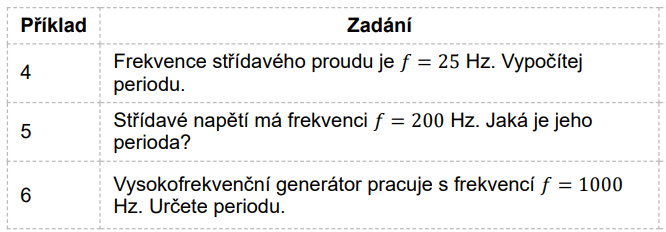 Příklad Zadání
4 Frekvence střídavého proudu je f = 25 Hz. Vypočítej
periodu.
5 Střídavé napětí má frekvenci f = 200 Hz. Jaká je jeho
perioda?
6 Vysokofrekvenční generátor pracuje s frekvencí f = 1000
Hz. Určete periodu.